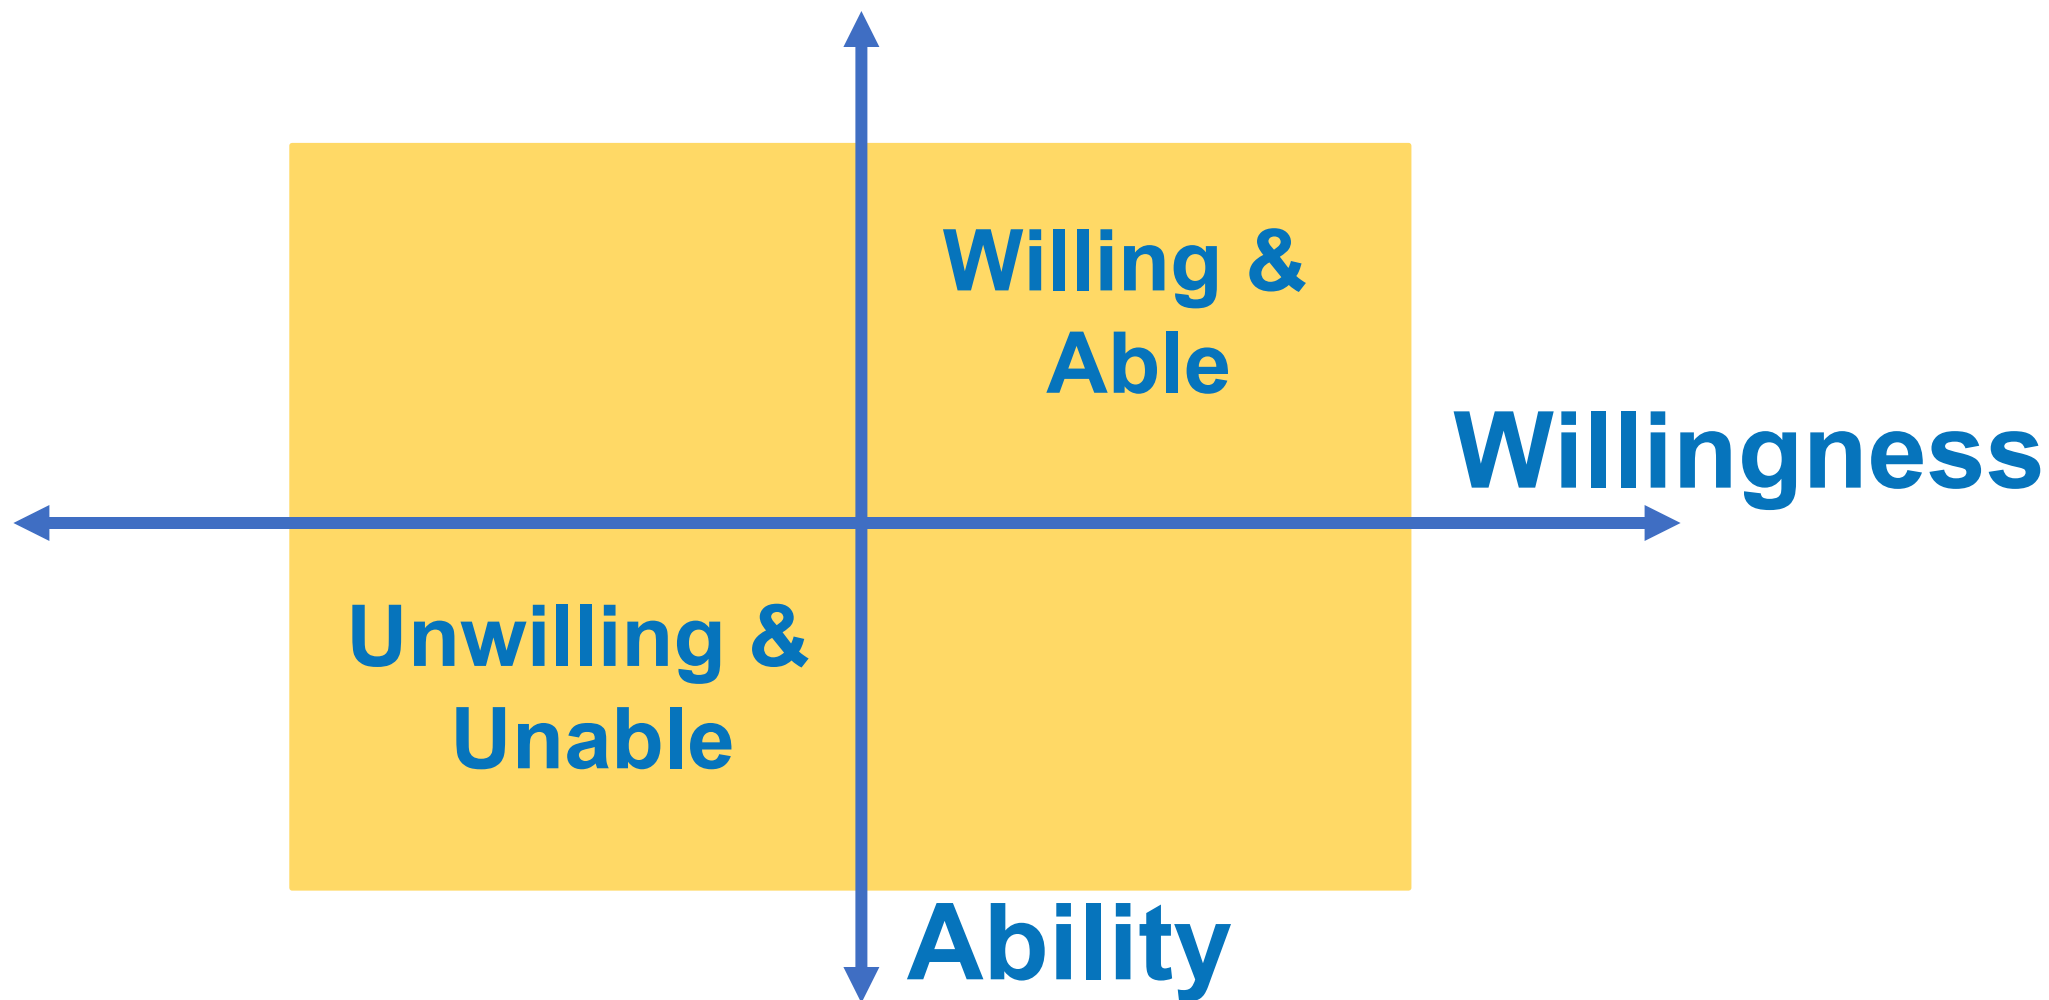 Willing &
Able
Willingness
Unwilling &
Unable
Ability